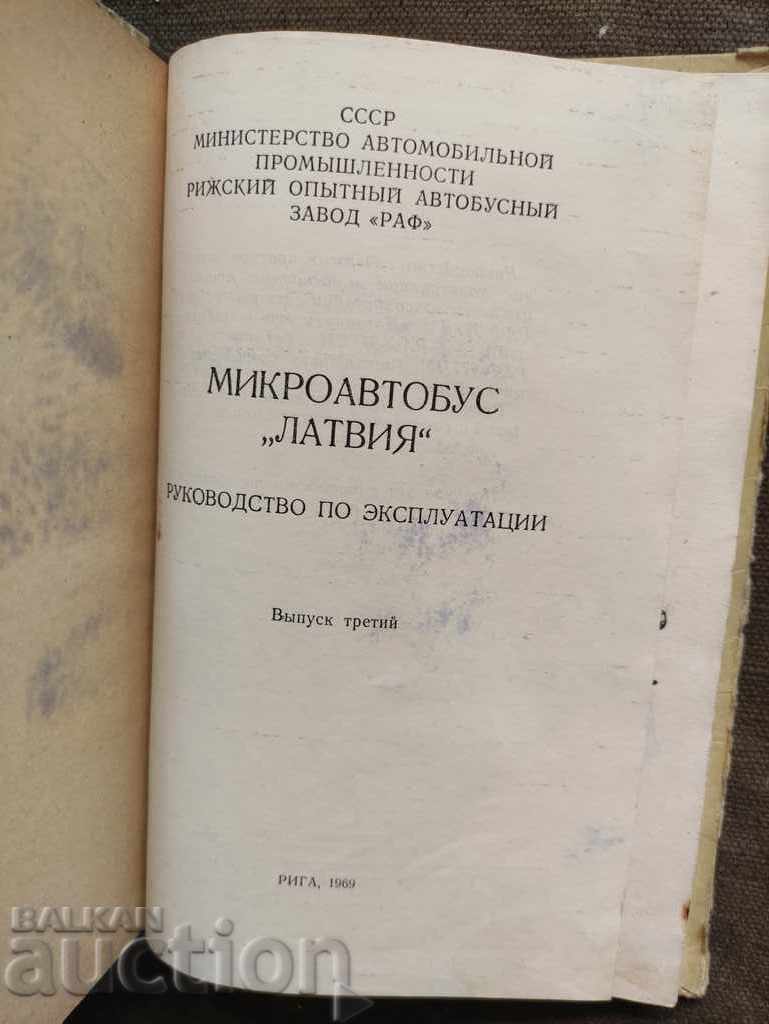 СССР
МИНИСТЕРСТВО АВТОМОБИЛЬНОЙ
ПРОМЫШЛЕННОСТИ
РИЖСКИЙ ОПЫТНЫЙ АВТОБУСНЫЙ
ЗАВОД «РАФ»
МИКРОАВТОБУС
„ЛАТВИЯ“
РУКОВОДСТВО ПО ЭКСПЛУАТАЦИИ
Выпуск третий
РИГА, 1969
BALKAN
auction